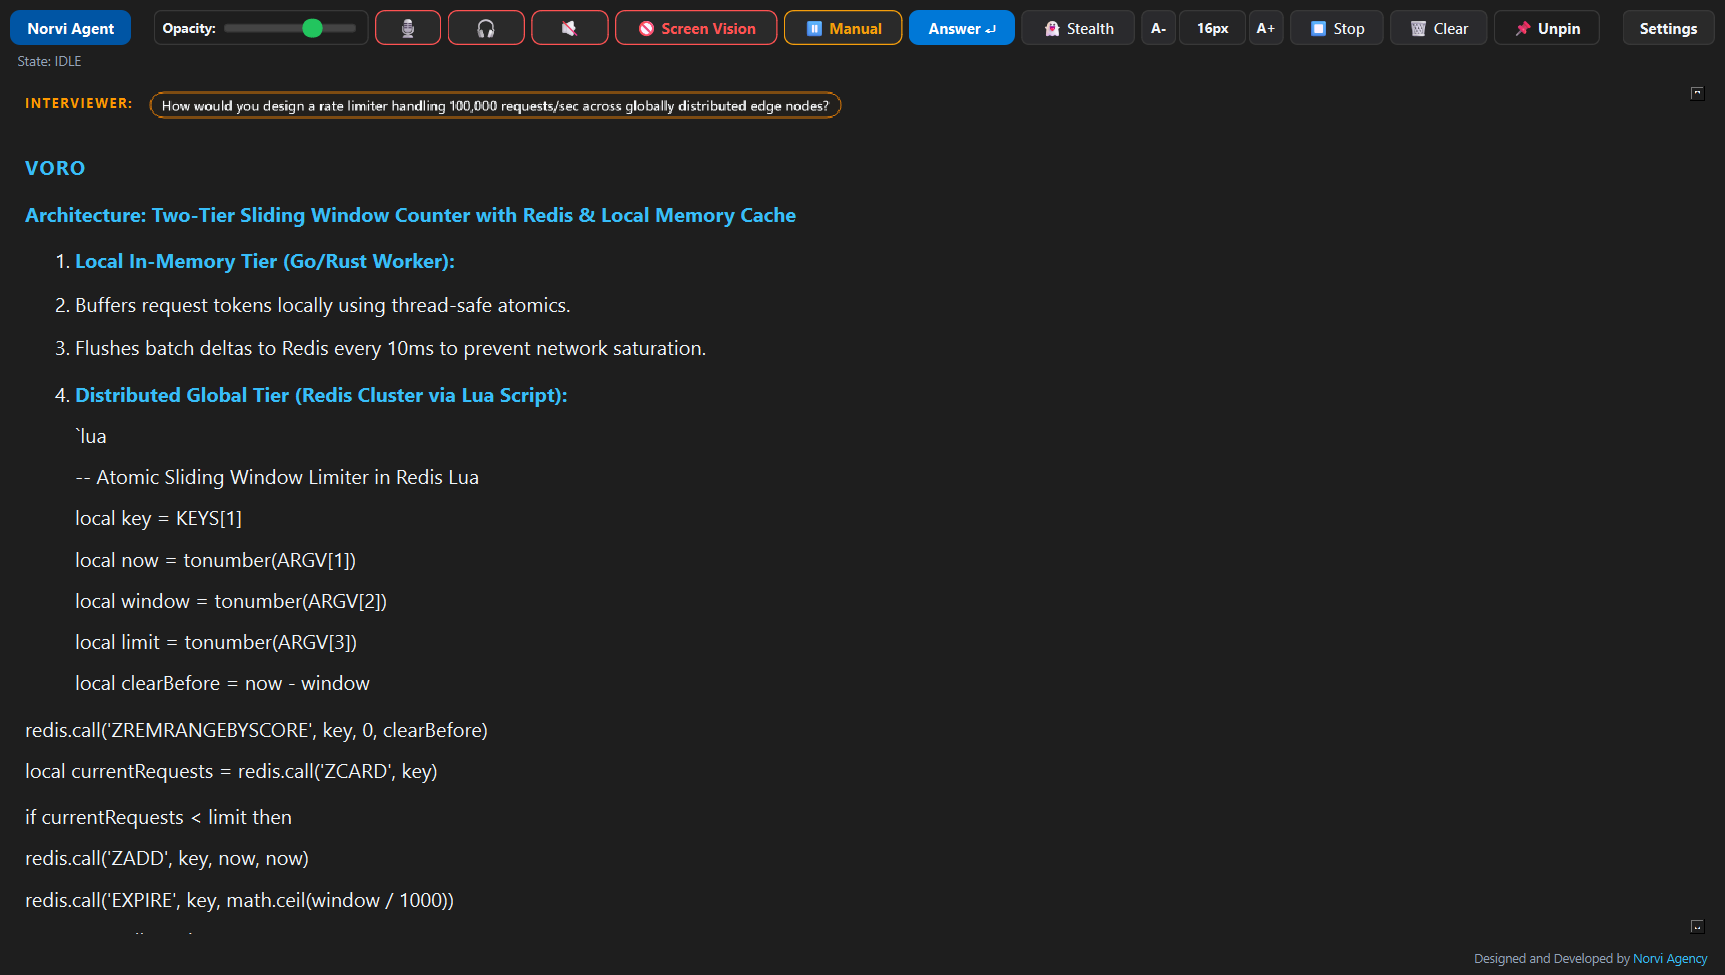 Norvi Agent
Opacity:
Screen Vision
Manual
Answer ↵
Stealth
A-
16px
A+
Stop
Clear
Unpin
Settings
State: IDLE
INTERVIEWER:
How would you design a rate limiter handling 100,000 requests/sec across globally distributed edge nodes?
VORO
Architecture: Two-Tier Sliding Window Counter with Redis & Local Memory Cache
1. Local In-Memory Tier (Go/Rust Worker):
2. Buffers request tokens locally using thread-safe atomics.
3. Flushes batch deltas to Redis every 10ms to prevent network saturation.
4. Distributed Global Tier (Redis Cluster via Lua Script):
`lua
-- Atomic Sliding Window Limiter in Redis Lua
local key = KEYS[1]
local now = tonumber(ARGV[1])
local window = tonumber(ARGV[2])
local limit = tonumber(ARGV[3])
local clearBefore = now - window
redis.call('ZREMRANGEBYSCORE', key, 0, clearBefore)
local currentRequests = redis.call('ZCARD', key)
if currentRequests < limit then
redis.call('ZADD', key, now, now)
redis.call('EXPIRE', key, math.ceil(window / 1000))
Designed and Developed by Norvi Agency